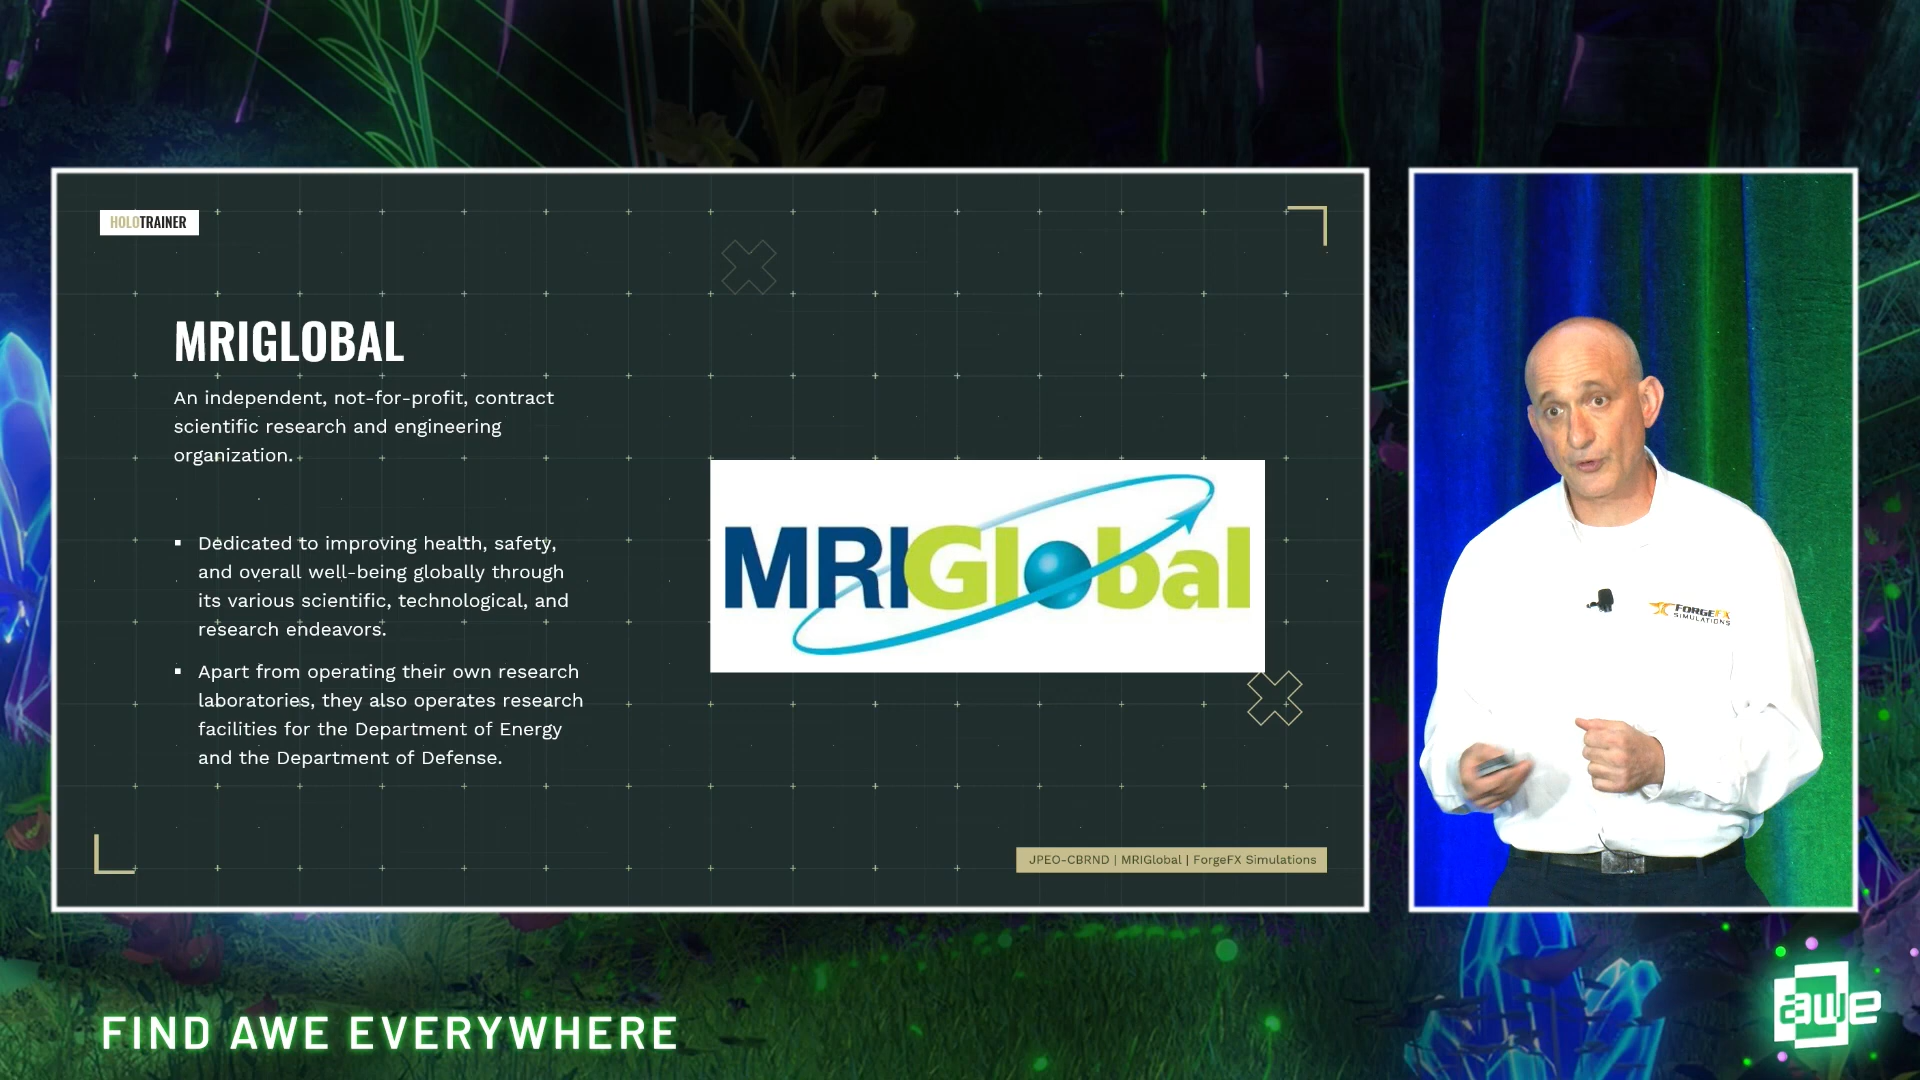 HOLOTRAINER
MRIGLOBAL
An independent, not-for-profit, contract
scientific research and engineering
organization.
▪ Dedicated to improving health, safety,
and overall well-being globally through
its various scientific, technological, and
research endeavors.
▪ Apart from operating their own research
laboratories, they also operates research
facilities for the Department of Energy
and the Department of Defense.
MRIGlobal
JPEO-CBRND | MRIGlobal | ForgeFX Simulations
FORGEFX
SIMULATIONS
FIND AWE EVERYWHERE
awe